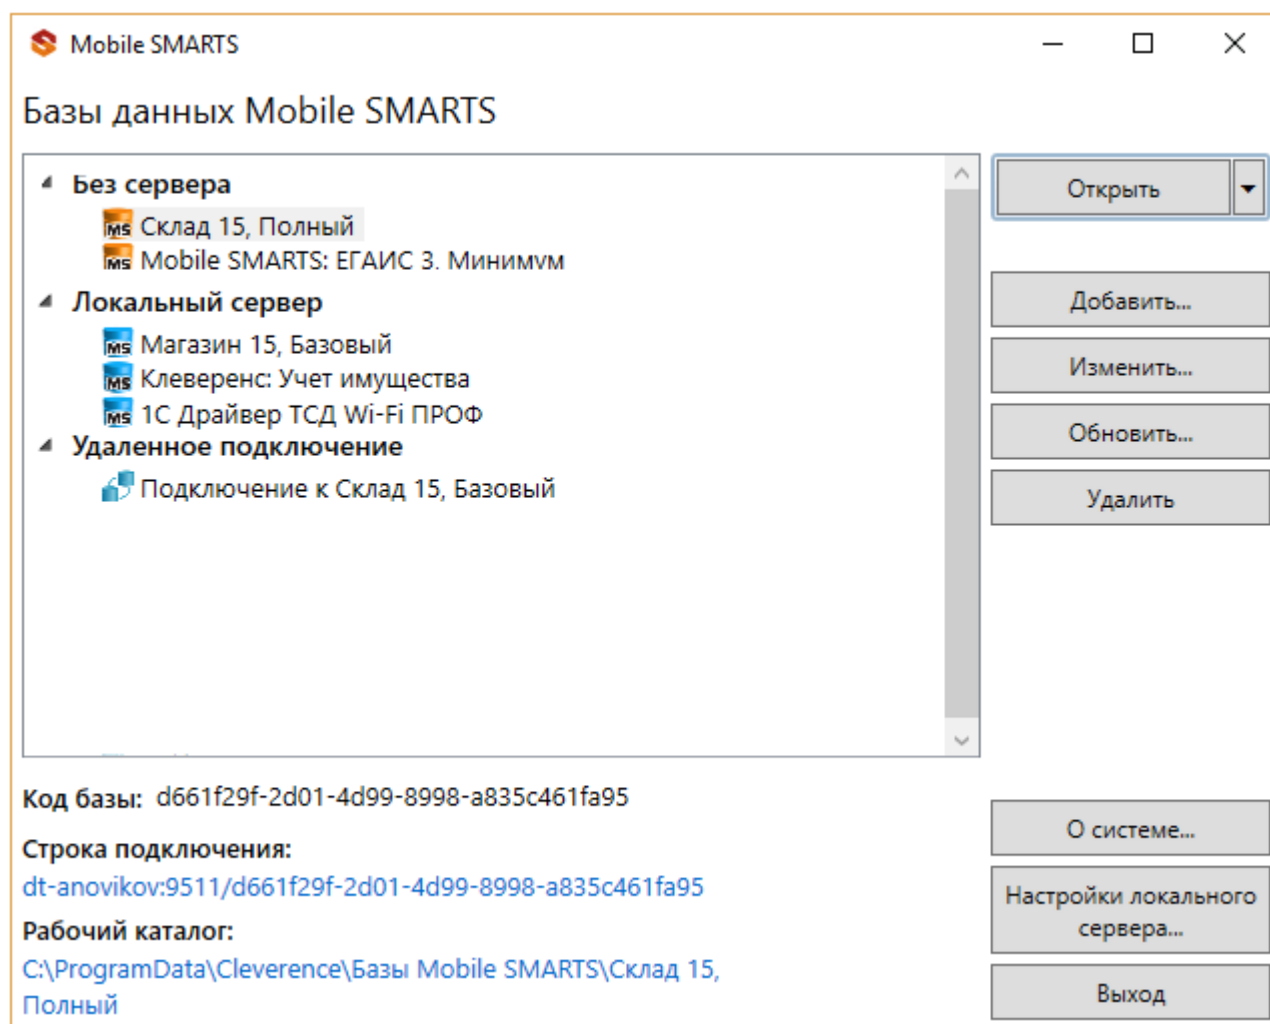 Mobile SMARTS
Базы данных Mobile SMARTS
Без сервера
Склад 15, Полный
Mobile SMARTS: ЕГАИС 3. Минимум
Локальный сервер
Магазин 15, Базовый
Клеверенс: Учет имущества
1С Драйвер ТСД Wi-Fi ПРОФ
Удаленное подключение
Подключение к Склад 15, Базовый
Открыть
Добавить...
Изменить...
Обновить...
Удалить
Код базы: d661f29f-2d01-4d99-8998-a835c461fa95
Строка подключения:
dt-anovikov:9511/d661f29f-2d01-4d99-8998-a835c461fa95
Рабочий каталог:
C:\ProgramData\Cleverence\Базы Mobile SMARTS\Склад 15,
Полный
О системе...
Настройки локального
сервера...
Выход